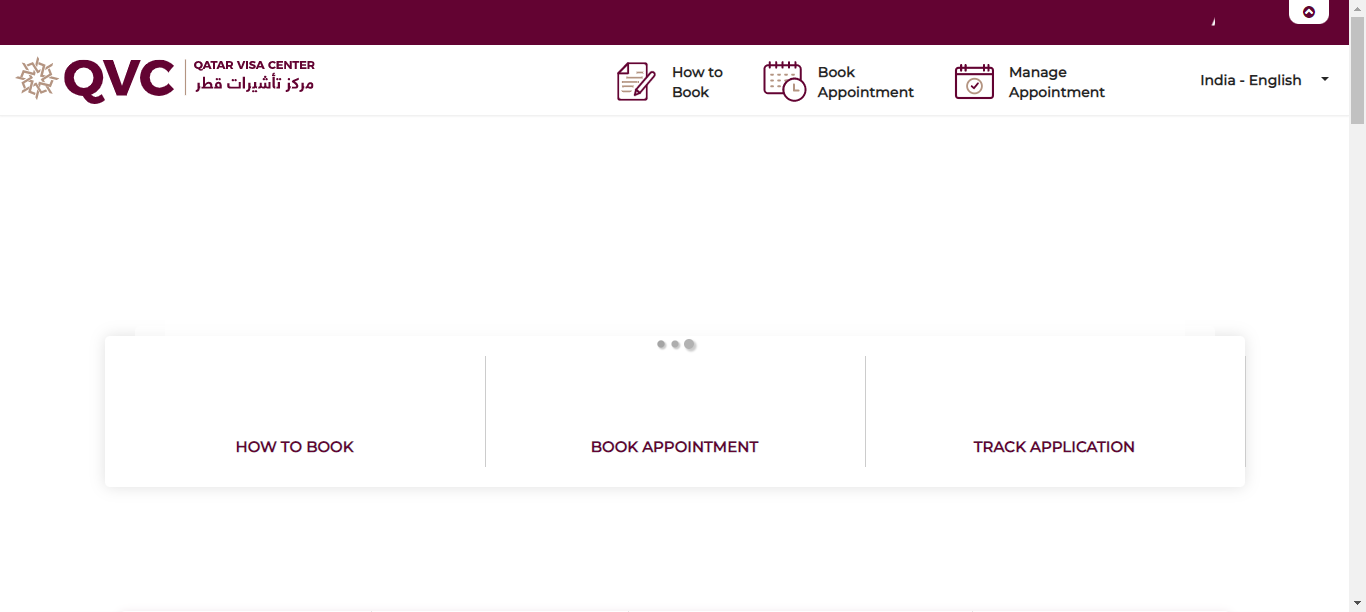 QVC
QATAR VISA CENTER
مركز تأشيرات قطر
How to
Book
Book
Appointment
Manage
Appointment
India - English
HOW TO BOOK
BOOK APPOINTMENT
TRACK APPLICATION